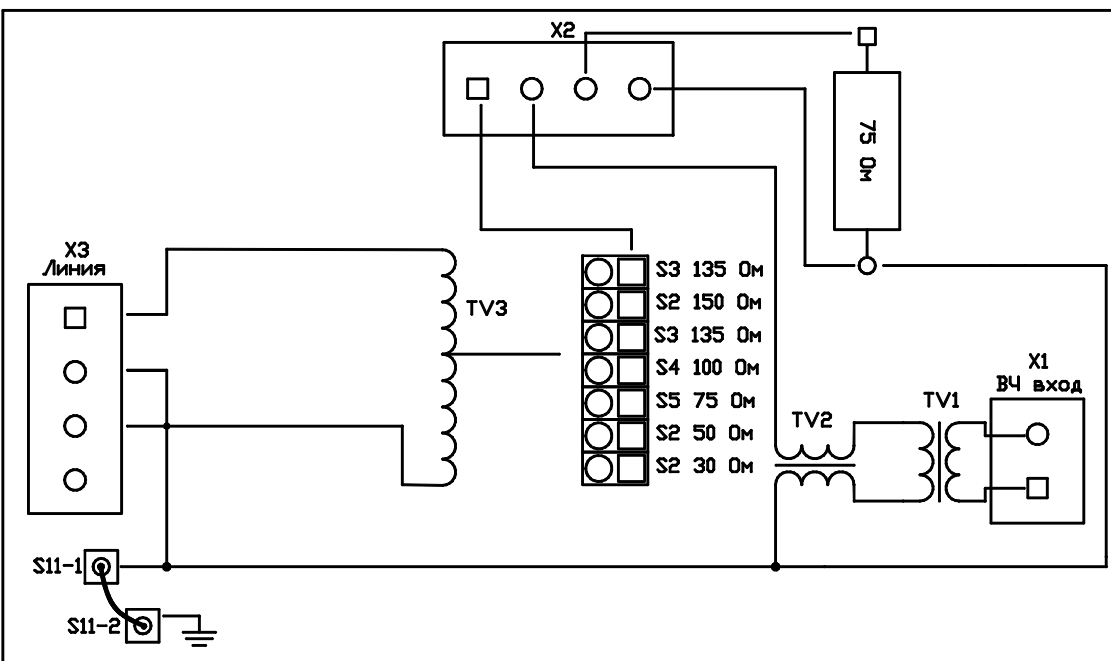 X2
75 Ом
X3
Линия
TV3
S3 135 Ом
S2 150 Ом
S3 135 Ом
S4 100 Ом
S5 75 Ом
S2 50 Ом
S2 30 Ом
X1
ВЧ вход
TV2
TV1
S11-1
S11-2